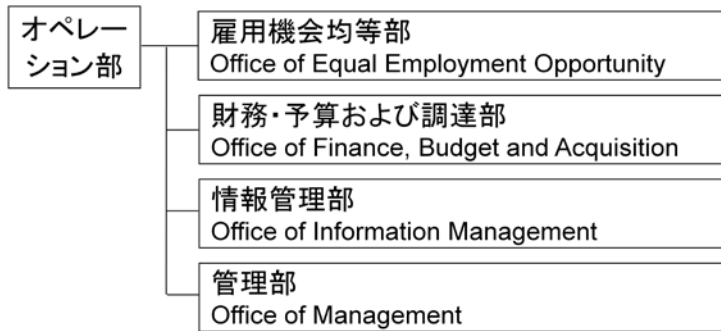 オペレー
ション部
雇用機会均等部
Office of Equal Employment Opportunity
財務・予算および調達部
Office of Finance, Budget and Acquisition
情報管理部
Office of Information Management
管理部
Office of Management